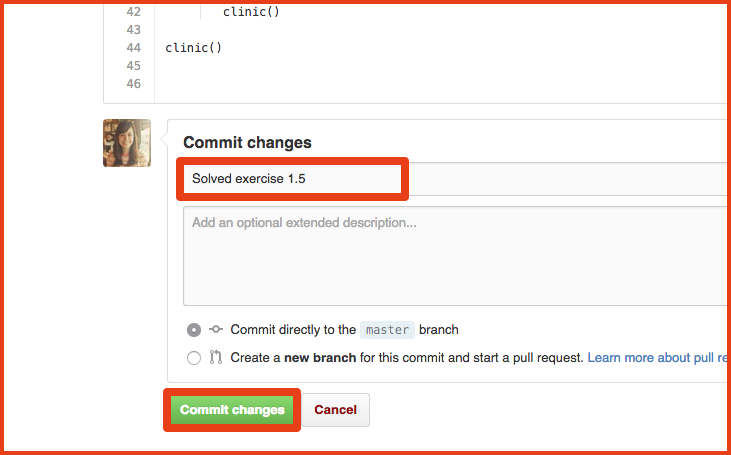 42 clinic()
43
44 clinic()
45
46
Commit changes
Solved exercise 1.5
Add an optional extended description...
Commit directly to the master branch
Create a new branch for this commit and start a pull request. Learn more about pull re
Commit changes Cancel